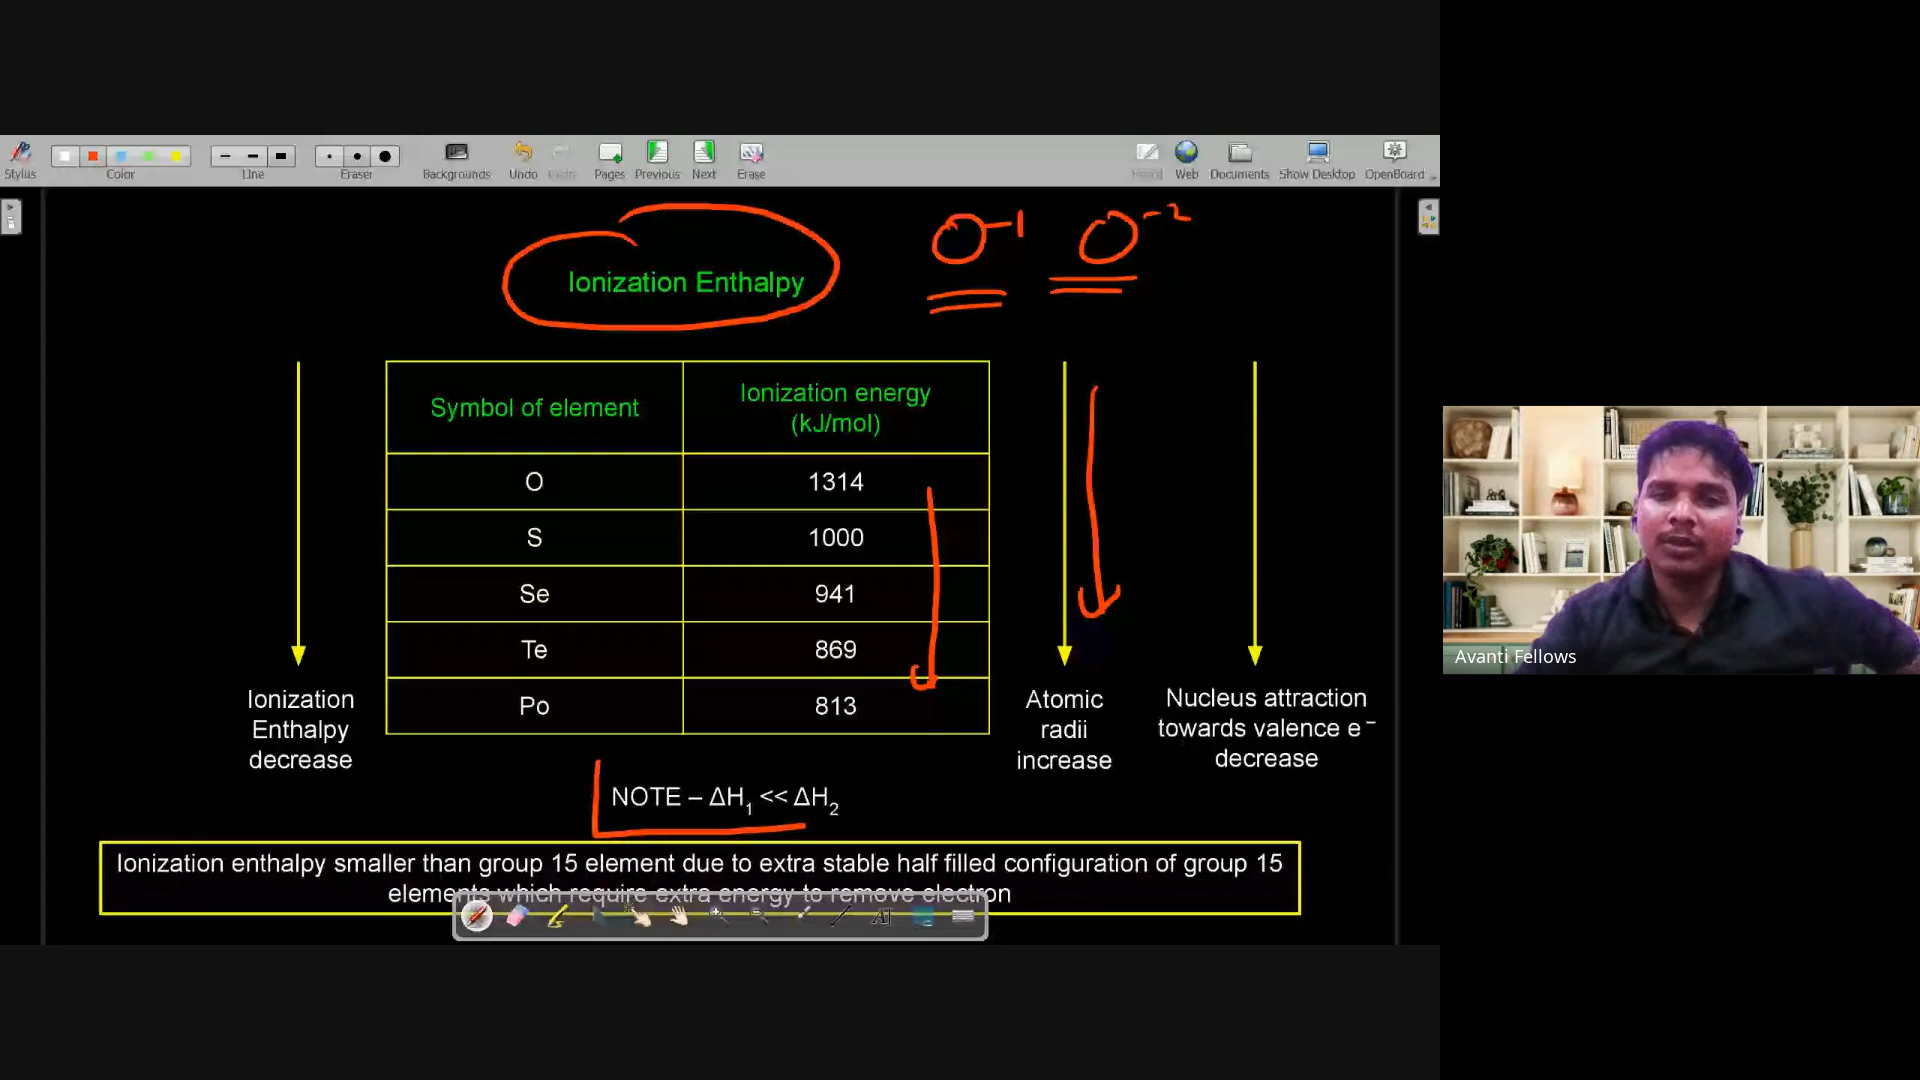 Stylus
Color
Line
Eraser
Backgrounds
Undo
Redo
Pages
Previous
Next
Erase
Board
Web
Documents
Show Desktop
OpenBoard
Ionization Enthalpy
O⁻¹ O⁻²
Symbol of element
Ionization energy
(kJ/mol)
O 1314
S 1000
Se 941
Te 869
Po 813
Ionization
Enthalpy
decrease
Atomic
radii
increase
Nucleus attraction
towards valence e⁻
decrease
NOTE – ΔH₁ << ΔH₂
Ionization enthalpy smaller than group 15 element due to extra stable half filled configuration of group 15
elements which require extra energy to remove electron
Avanti Fellows